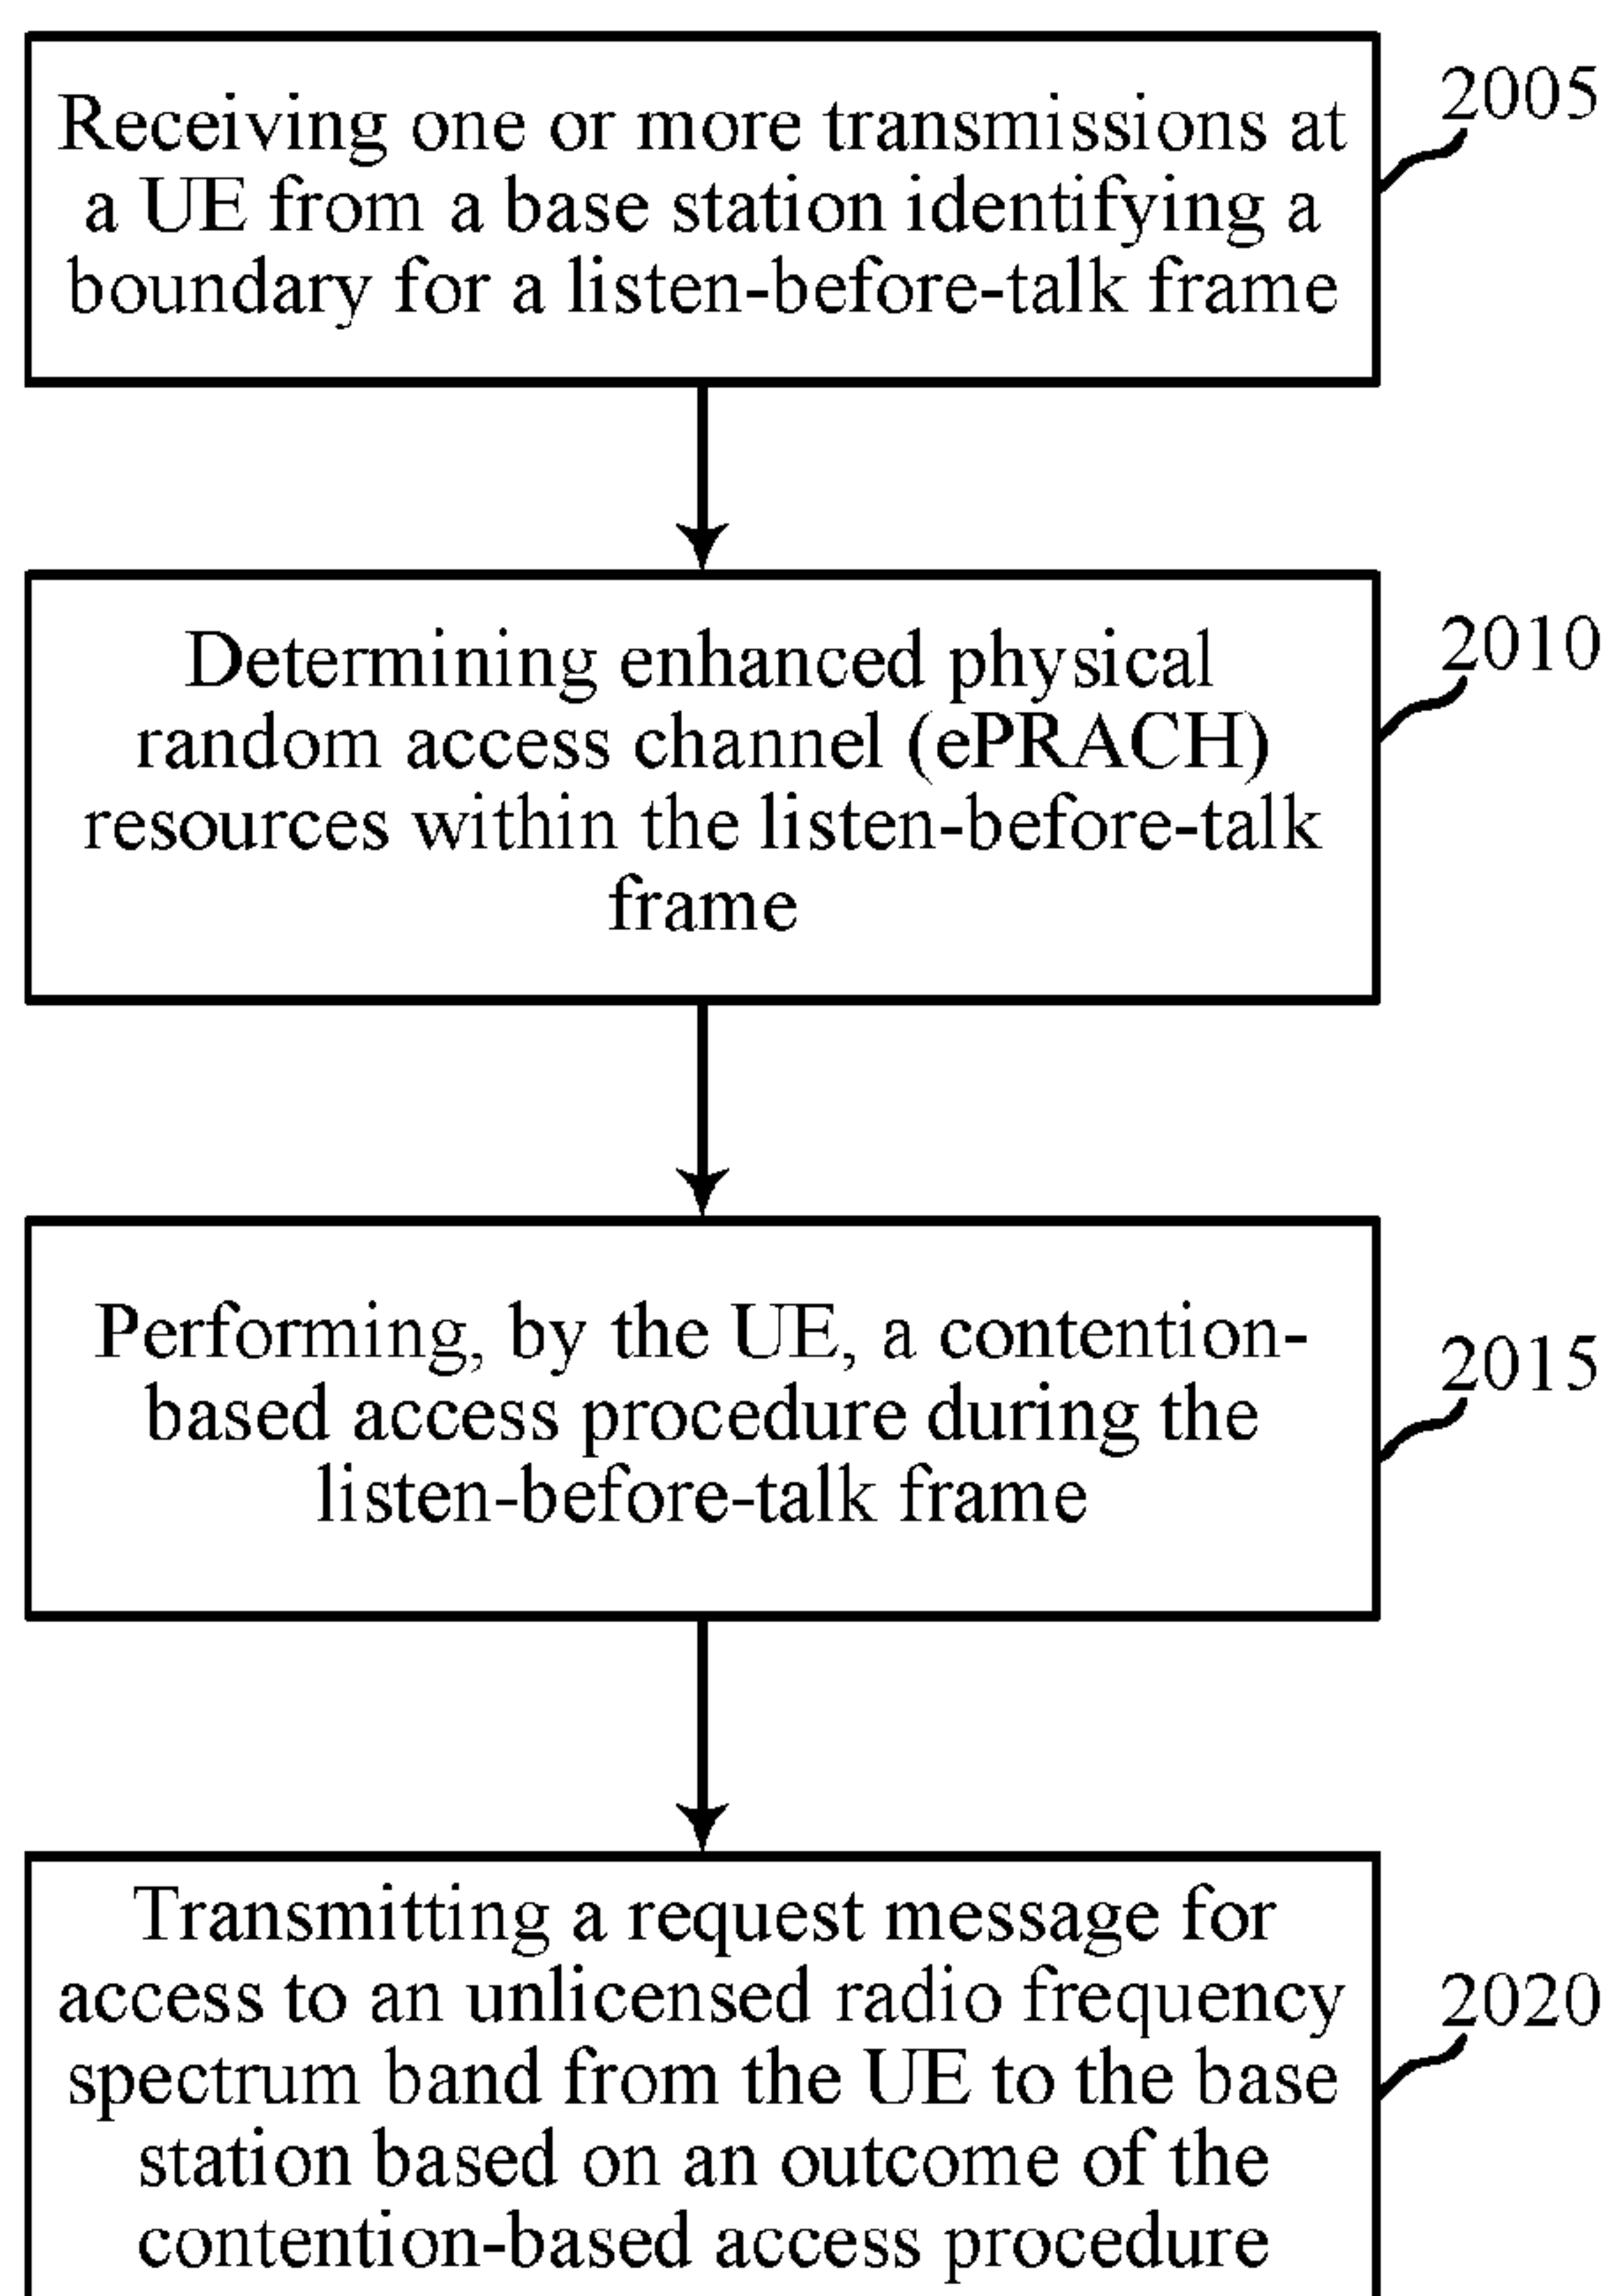 Receiving one or more transmissions at
a UE from a base station identifying a
boundary for a listen-before-talk frame
2005
Determining enhanced physical
random access channel (ePRACH)
resources within the listen-before-talk
frame
2010
Performing, by the UE, a contention-
based access procedure during the
listen-before-talk frame
2015
Transmitting a request message for
access to an unlicensed radio frequency
spectrum band from the UE to the base
station based on an outcome of the
contention-based access procedure
2020